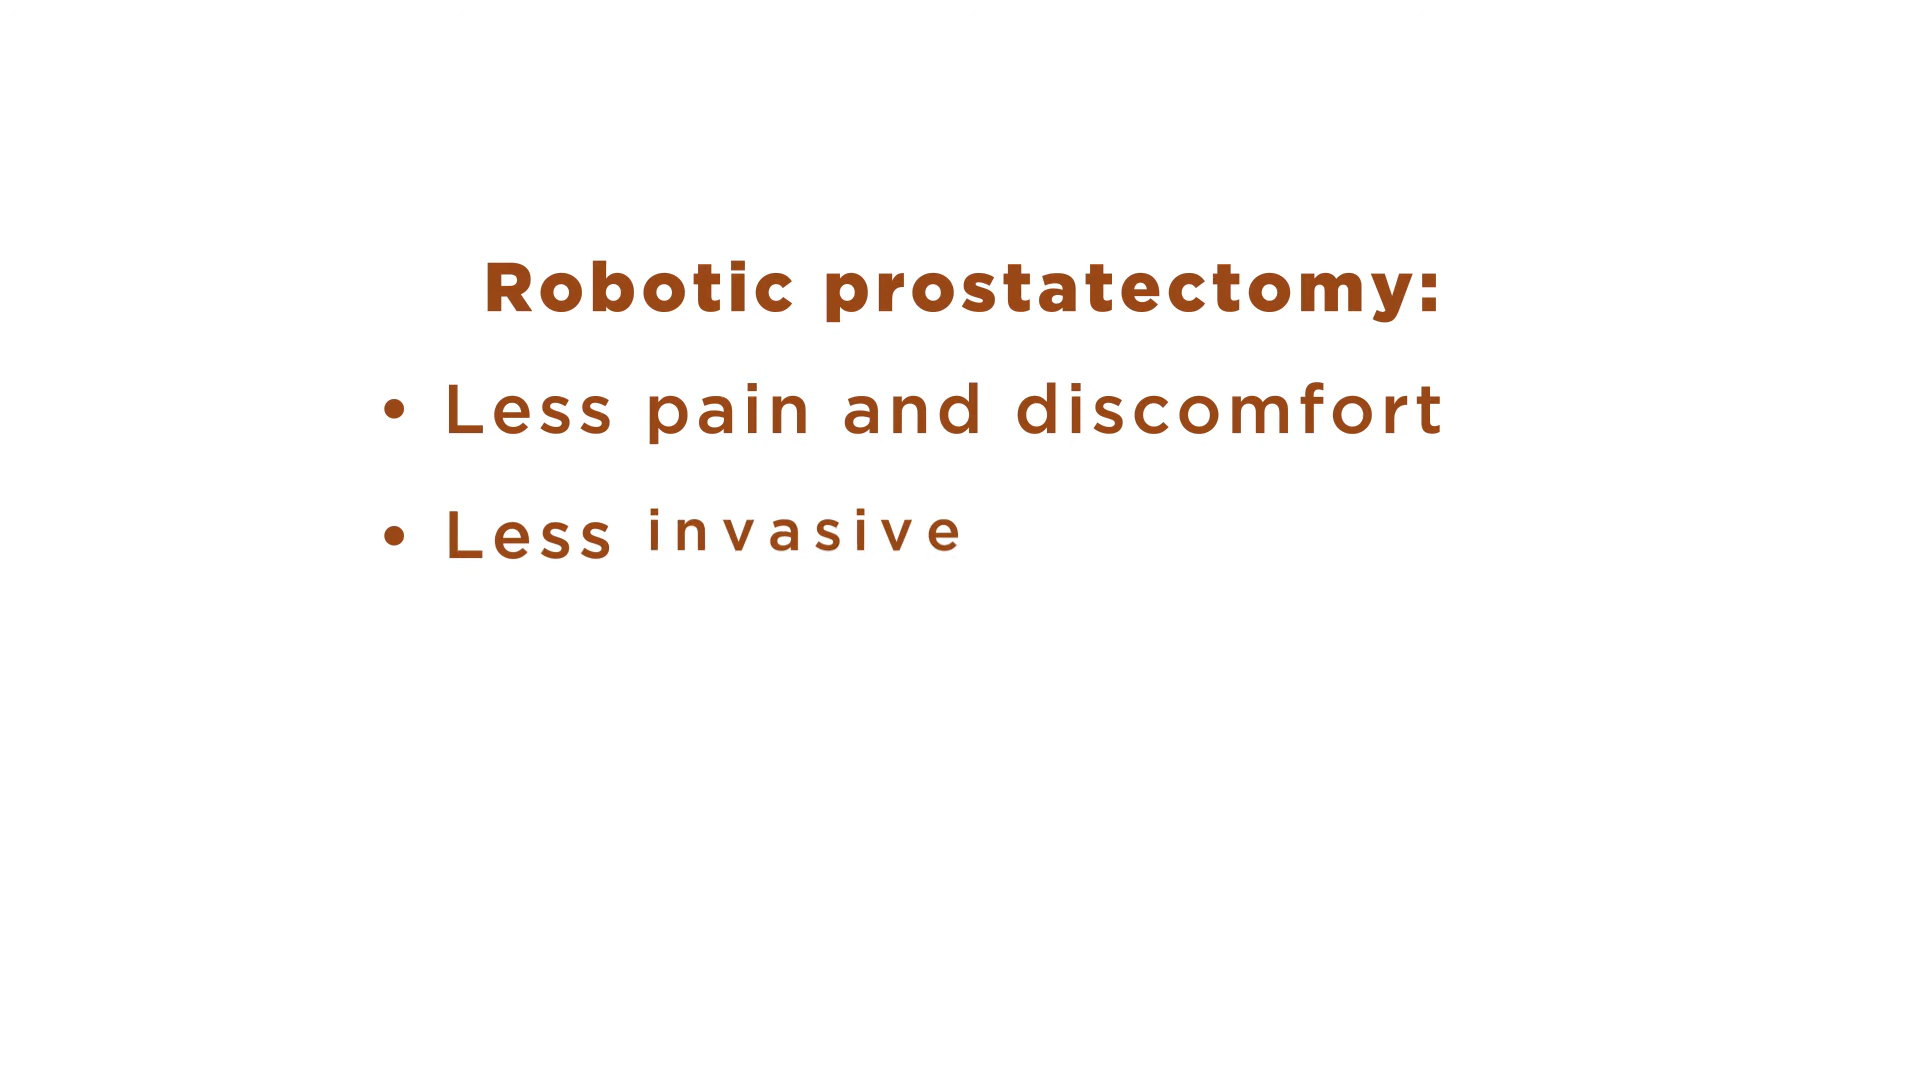 Robotic prostatectomy:
• Less pain and discomfort
• Less invasive